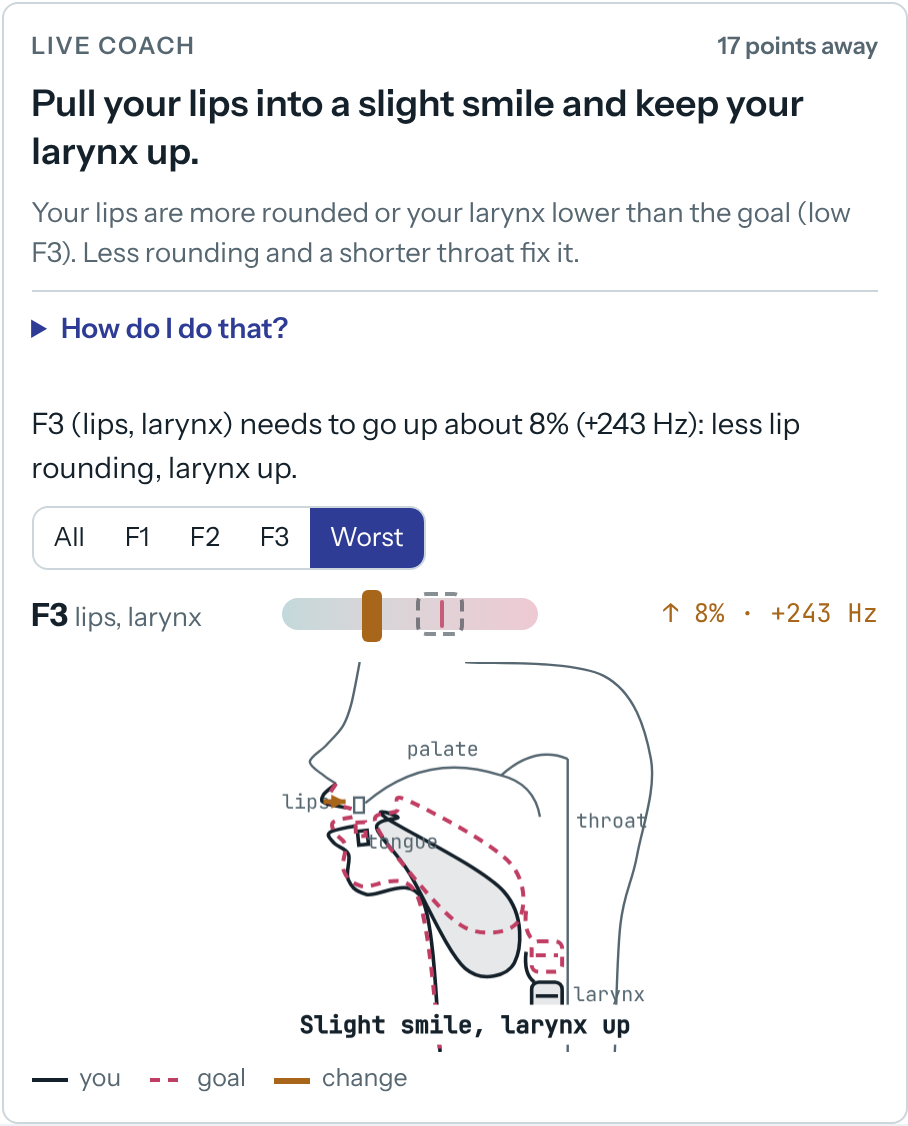 LIVE COACH
17 points away
Pull your lips into a slight smile and keep your
larynx up.
Your lips are more rounded or your larynx lower than the goal (low
F3). Less rounding and a shorter throat fix it.
How do I do that?
F3 (lips, larynx) needs to go up about 8% (+243 Hz): less lip
rounding, larynx up.
All F1 F2 F3 Worst
F3 lips, larynx
↑ 8% · +243 Hz
palate
lips
throat
tongue
larynx
Slight smile, larynx up
you goal change